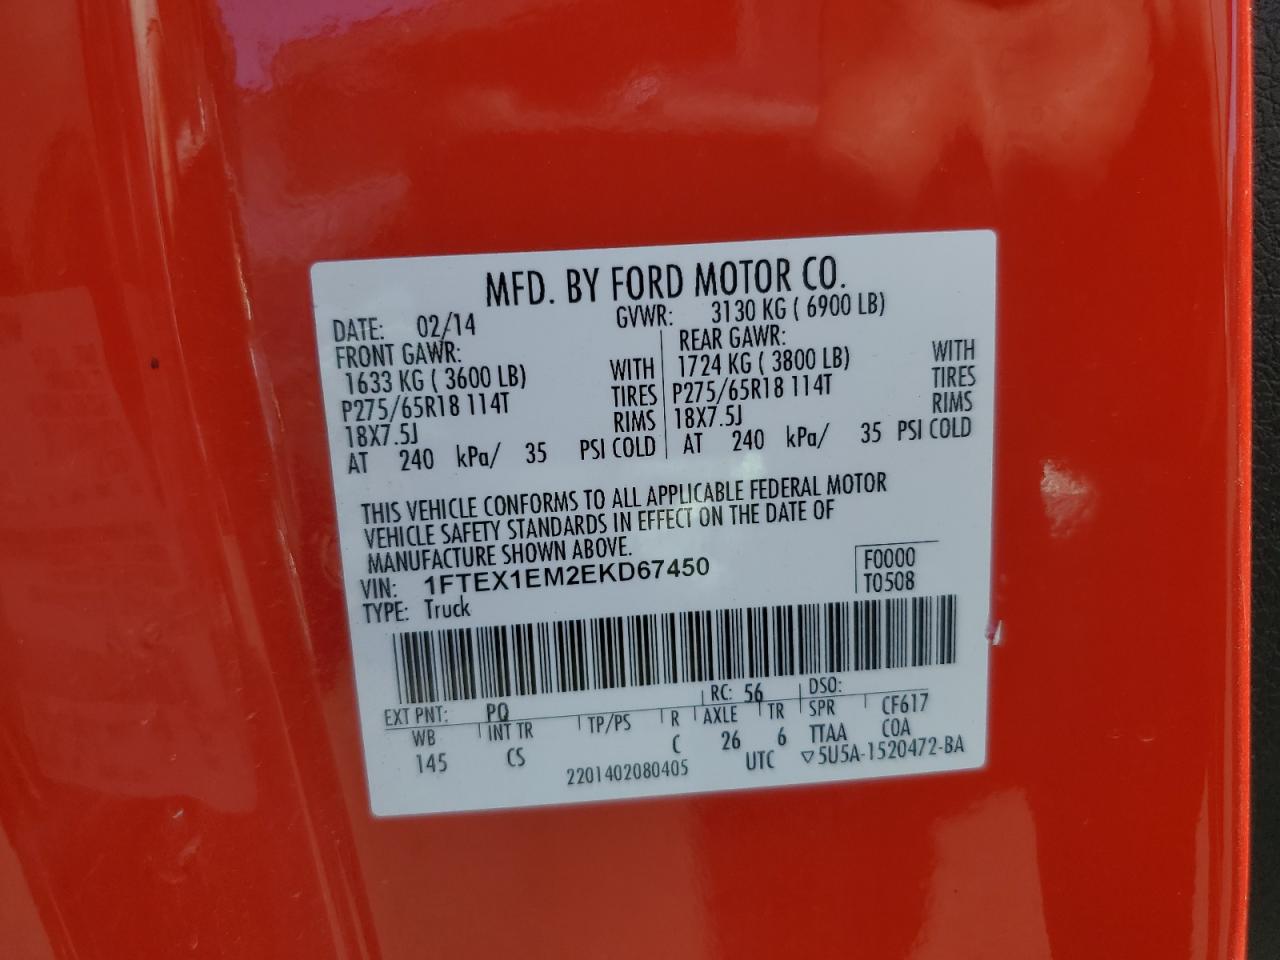 MFD. BY FORD MOTOR CO.
DATE: 02/14 GVWR: 3130 KG ( 6900 LB)
FRONT GAWR: REAR GAWR:
1633 KG ( 3600 LB) WITH 1724 KG ( 3800 LB) WITH
P275/65R18 114T TIRES P275/65R18 114T TIRES
18X7.5J RIMS 18X7.5J RIMS
AT 240 kPa/ 35 PSI COLD AT 240 kPa/ 35 PSI COLD
THIS VEHICLE CONFORMS TO ALL APPLICABLE FEDERAL MOTOR
VEHICLE SAFETY STANDARDS IN EFFECT ON THE DATE OF
MANUFACTURE SHOWN ABOVE.
VIN: 1FTEX1EM2EKD67450 F0000
TYPE: Truck T0508
EXT PNT: PQ RC: 56 DSO:
WB INT TR TP/PS R AXLE TR SPR CF617
145 CS C 26 6 TTAA COA
2201402080405 UTC ▽5U5A-1520472-BA